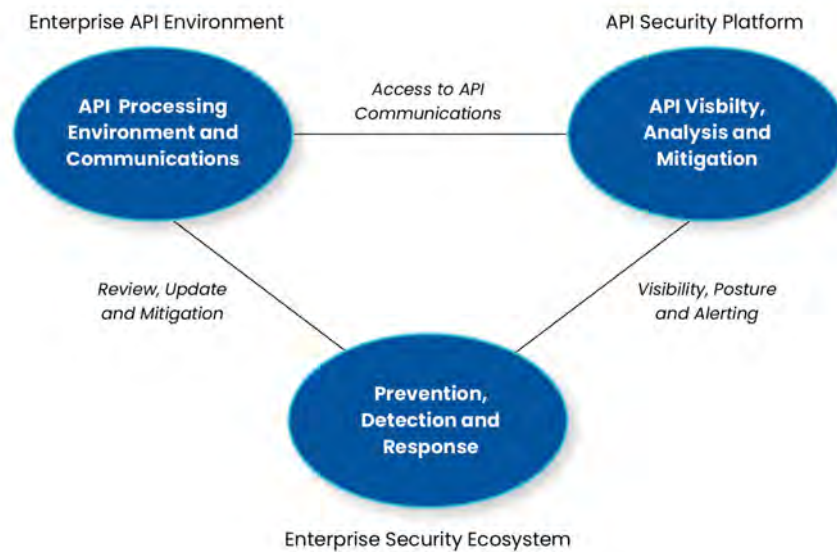 Enterprise API Environment
API Security Platform
API Processing
Environment and
Communications
Access to API
Communications
API Visbilty,
Analysis and
Mitigation
Review, Update
and Mitigation
Visibility, Posture
and Alerting
Prevention,
Detection and
Response
Enterprise Security Ecosystem